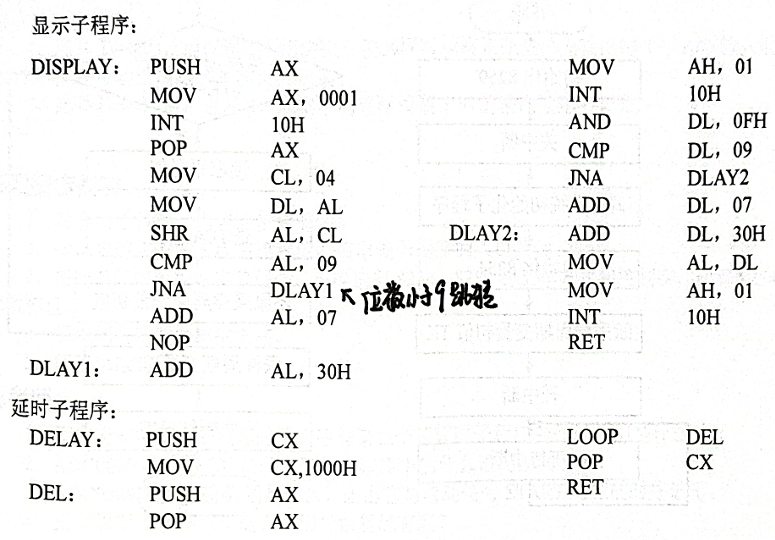 显示子程序：
DISPLAY： PUSH AX
MOV AX，0001
INT 10H
POP AX
MOV CL，04
MOV DL，AL
SHR AL，CL
CMP AL，09
JNA DLAY1 位数小于9
ADD AL，07
NOP
DLAY1： ADD AL，30H
MOV AH，01
INT 10H
AND DL，0FH
CMP DL，09
JNA DLAY2
ADD DL，07
DLAY2： ADD DL，30H
MOV AL，DL
MOV AH，01
INT 10H
RET
延时子程序：
DELAY： PUSH CX
MOV CX,1000H
DEL： PUSH AX
POP AX
LOOP DEL
POP CX
RET